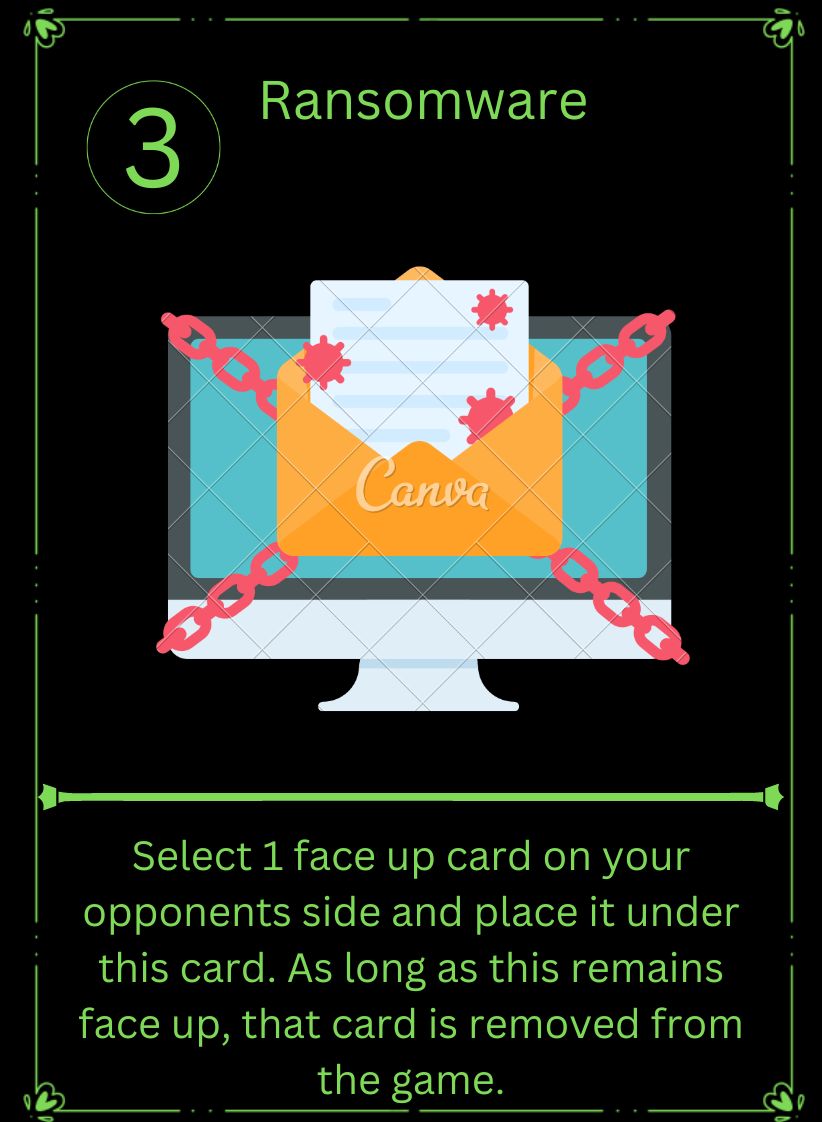 3
Ransomware
Canva
Select 1 face up card on your
opponents side and place it under
this card. As long as this remains
face up, that card is removed from
the game.